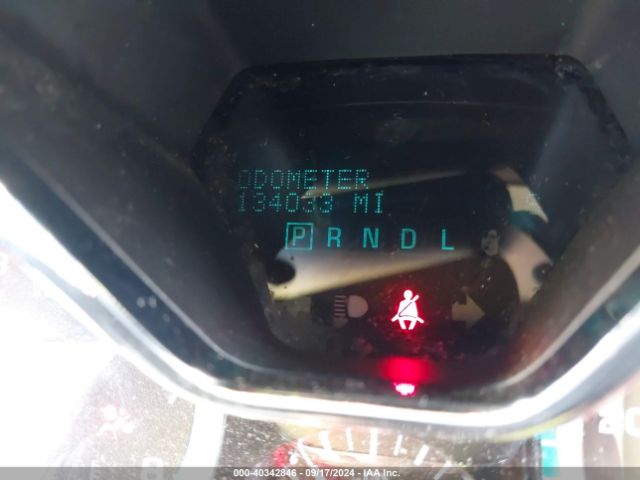 ODOMETER
134033 MI
P R N D L
000-40342846 - 09/17/2024 - IAA Inc.